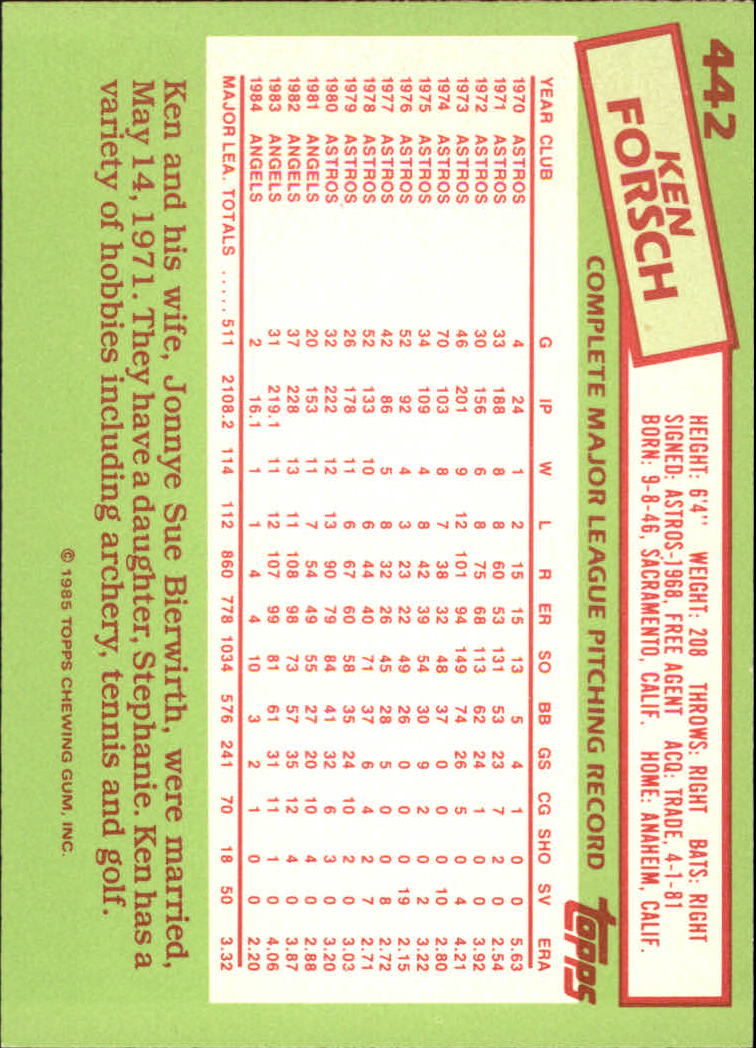 442
KEN
FORSCH
HEIGHT: 6'4" WEIGHT: 208 THROWS: RIGHT BATS: RIGHT
SIGNED: ASTROS-1968, FREE AGENT ACQ: TRADE, 4-1-81
BORN: 9-8-46, SACRAMENTO, CALIF. HOME: ANAHEIM, CALIF.
COMPLETE MAJOR LEAGUE PITCHING RECORD
topps
YEAR CLUB G IP W L R ER SO BB GS CG SHO SV ERA
1970 ASTROS 4 24 1 2 15 15 13 5 4 1 0 0 5.63
1971 ASTROS 33 188 8 8 60 53 131 53 23 7 2 0 2.54
1972 ASTROS 30 156 6 8 75 68 113 62 24 1 0 0 3.92
1973 ASTROS 46 201 9 12 101 94 149 74 26 5 0 4 4.21
1974 ASTROS 70 103 8 7 38 32 48 37 0 0 0 10 2.80
1975 ASTROS 34 109 4 8 42 39 54 30 9 2 0 2 3.22
1976 ASTROS 52 92 4 3 23 22 49 26 0 0 0 19 2.15
1977 ASTROS 42 86 5 8 32 26 45 28 5 0 0 8 2.72
1978 ASTROS 52 133 10 6 44 40 71 37 6 4 2 7 2.71
1979 ASTROS 26 178 11 6 67 60 58 35 24 10 2 0 3.03
1980 ASTROS 32 222 12 13 90 79 84 41 32 6 3 0 3.20
1981 ANGELS 20 153 11 7 54 49 55 27 20 10 4 0 2.88
1982 ANGELS 37 228 13 11 108 98 73 57 35 12 4 0 3.87
1983 ANGELS 31 219.1 11 12 107 99 81 61 31 11 1 0 4.06
1984 ANGELS 2 16.1 1 1 4 4 10 3 2 1 0 0 2.20
MAJOR LEA. TOTALS ..... 511 2108.2 114 112 860 778 1034 576 241 70 18 50 3.32
Ken and his wife, Jonnye Sue Bierwirth, were married,
May 14, 1971. They have a daughter, Stephanie. Ken has a
variety of hobbies including archery, tennis and golf.
© 1985 TOPPS CHEWING GUM, INC.